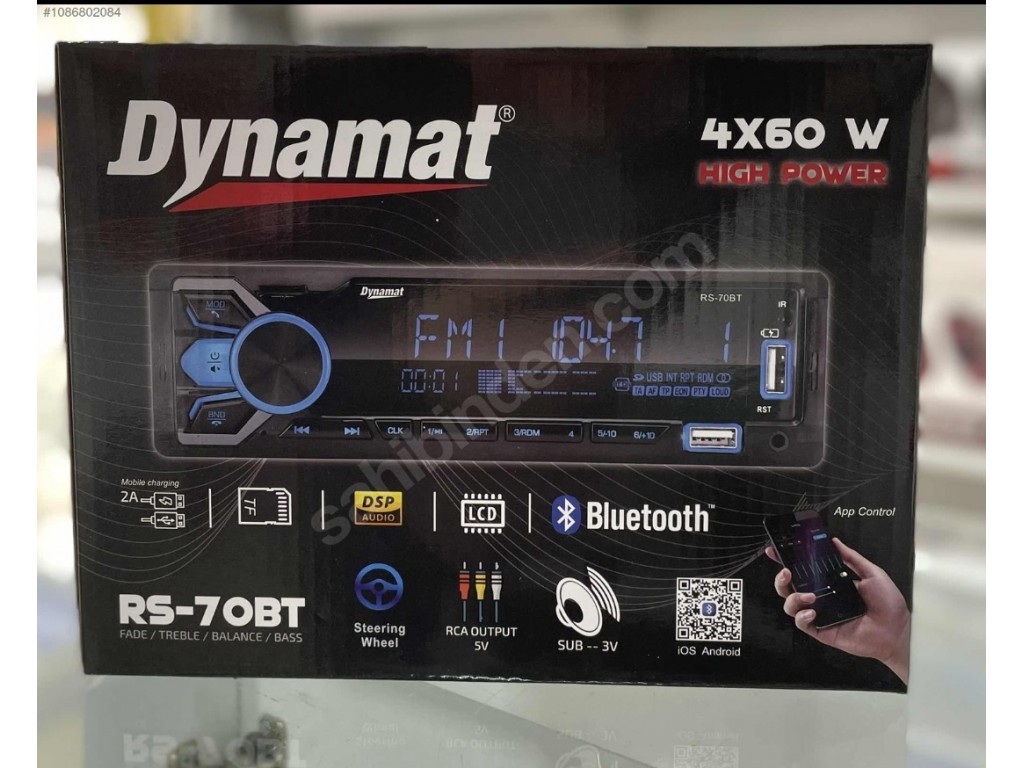 #1086802084
Dynamat®
4X60 W
HIGH POWER
Dynamat
RS-70BT
IR
MOD
FM1 104.7 1
00:01
USB INT RPT RDM
TA AF TP EON PTY LOUD
BND
RST
CLK 1/ 2/RPT 3/RDM 4 5/-10 6/+10
sahibinden.com
Mobile charging
2A
TF
DSP
AUDIO
LCD
Bluetooth™
App Control
RS-70BT
FADE / TREBLE / BALANCE / BASS
Steering
Wheel
RCA OUTPUT
5V
SUB -- 3V
iOS Android
RS-70BT